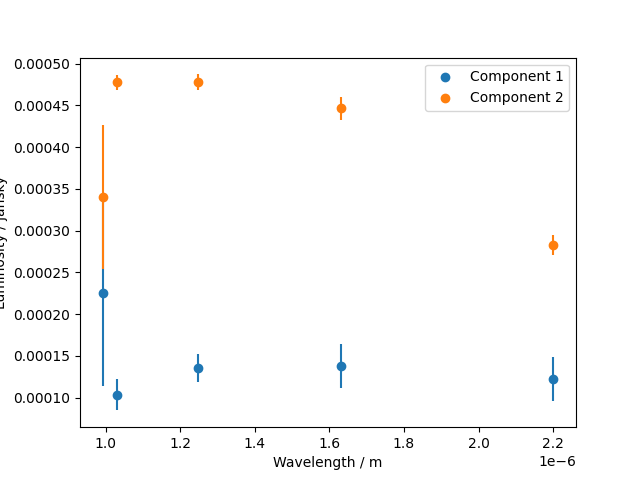 0.00050
0.00045
0.00040
0.00035
0.00030
0.00025
0.00020
0.00015
0.00010
Luminosity / Jansky
Component 1
Component 2
1.0 1.2 1.4 1.6 1.8 2.0 2.2
1e−6
Wavelength / m